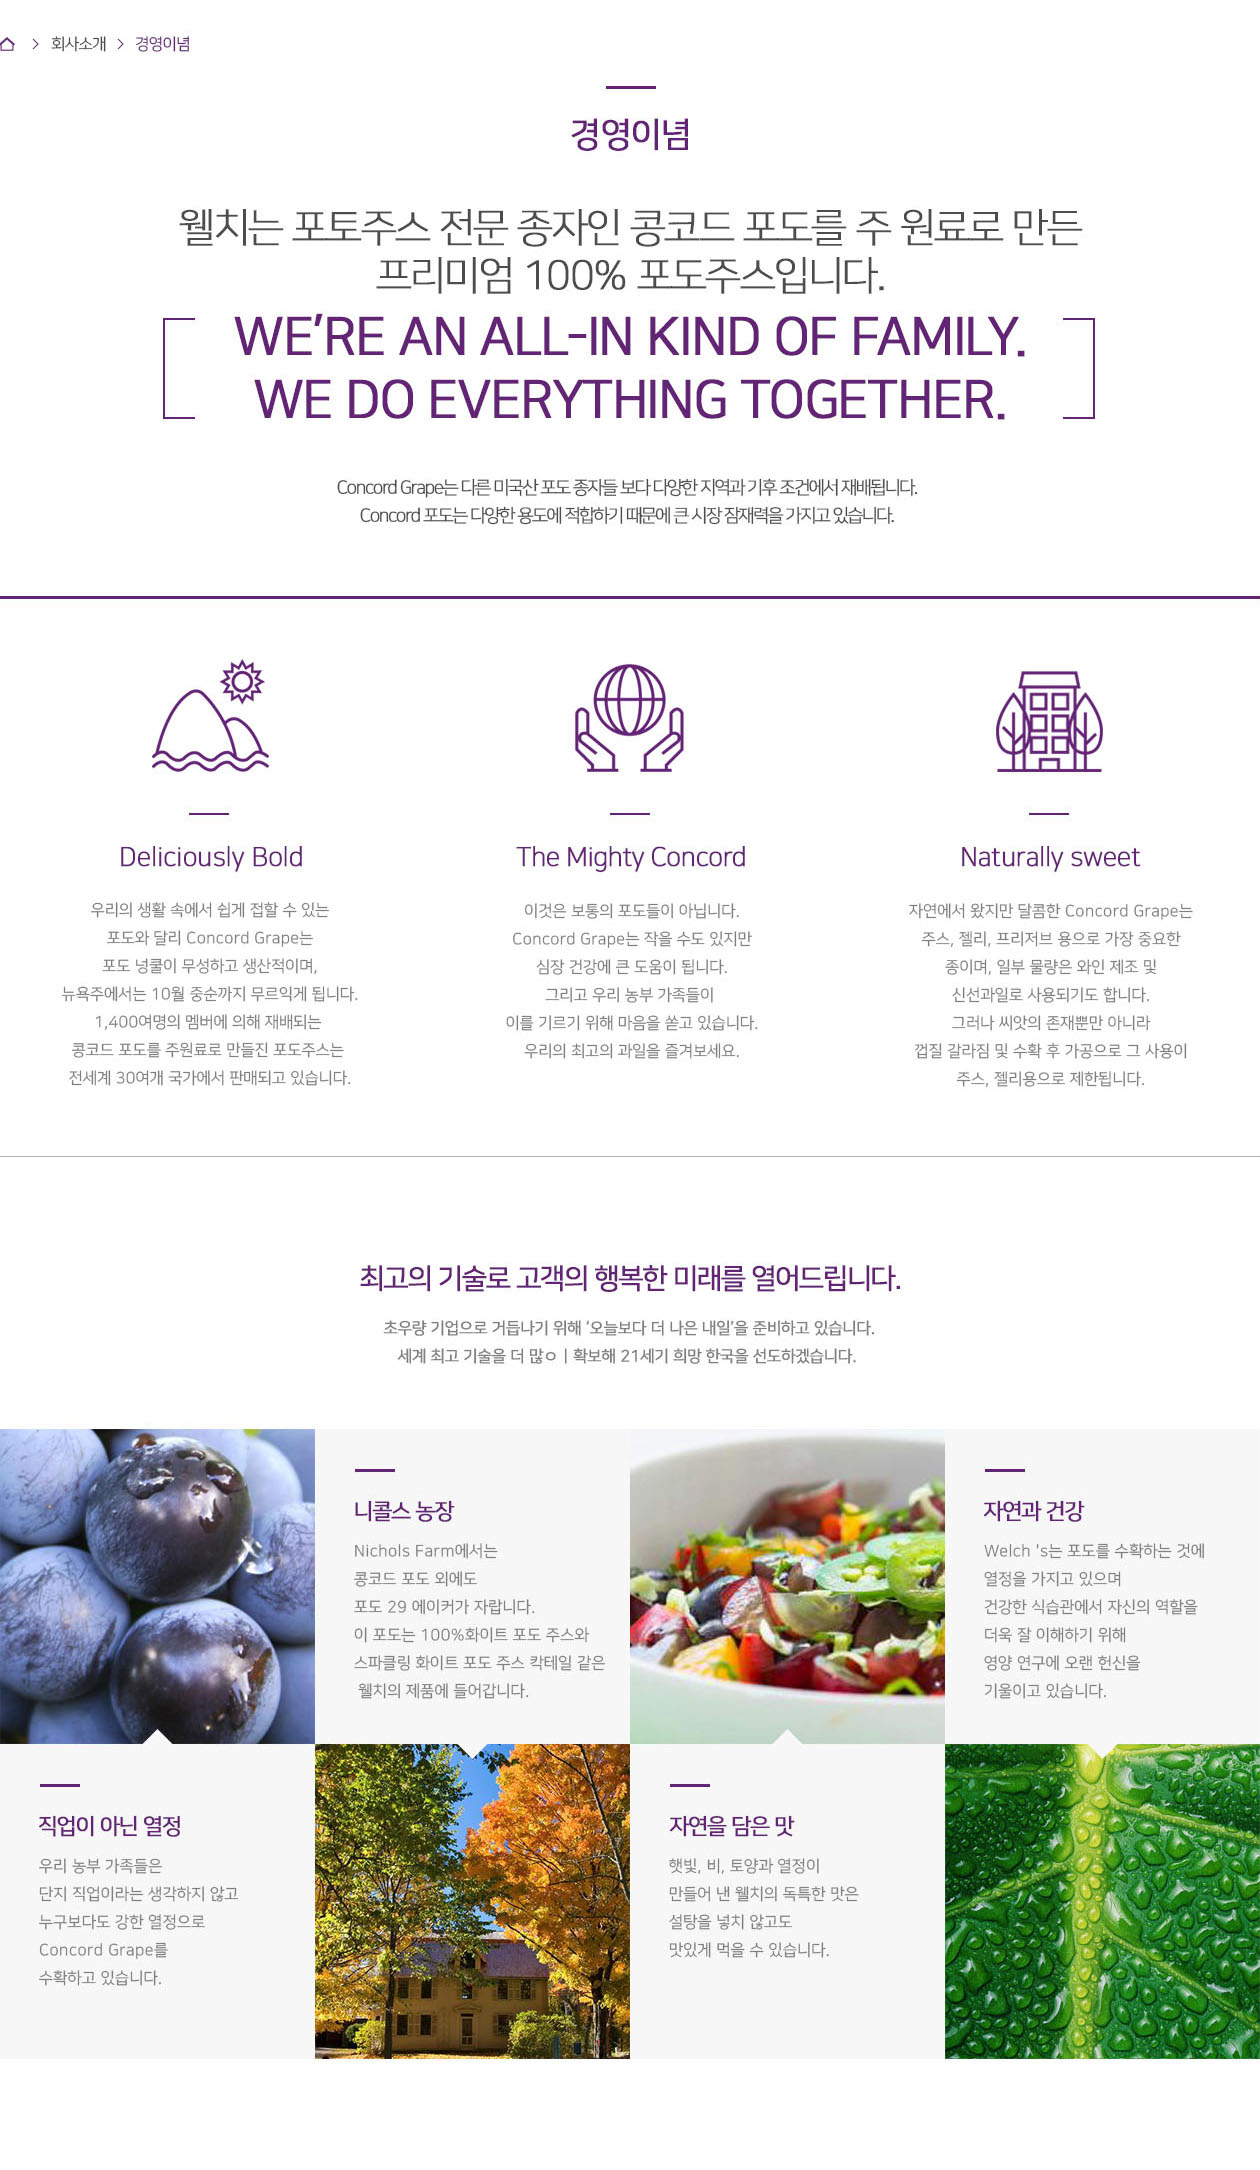 회사소개 > 경영이념
경영이념
웰치는 포토주스 전문 종자인 콩코드 포도를 주 원료로 만든
프리미엄 100% 포도주스입니다.
WE'RE AN ALL-IN KIND OF FAMILY.
WE DO EVERYTHING TOGETHER.
Concord Grape는 다른 미국산 포도 종자들 보다 다양한 지역과 기후 조건에서 재배됩니다.
Concord 포도는 다양한 용도에 적합하기 때문에 큰 시장 잠재력을 가지고 있습니다.
Deliciously Bold
우리의 생활 속에서 쉽게 접할 수 있는
포도와 달리 Concord Grape는
포도 넝쿨이 무성하고 생산적이며,
뉴욕주에서는 10월 중순까지 무르익게 됩니다.
1,400여명의 멤버에 의해 재배되는
콩코드 포도를 주원료로 만들진 포도주스는
전세계 30여개 국가에서 판매되고 있습니다.
The Mighty Concord
이것은 보통의 포도들이 아닙니다.
Concord Grape는 작을 수도 있지만
심장 건강에 큰 도움이 됩니다.
그리고 우리 농부 가족들이
이를 기르기 위해 마음을 쏟고 있습니다.
우리의 최고의 과일을 즐겨보세요.
Naturally sweet
자연에서 왔지만 달콤한 Concord Grape는
주스, 젤리, 프리저브 용으로 가장 중요한
종이며, 일부 물량은 와인 제조 및
신선과일로 사용되기도 합니다.
그러나 씨앗의 존재뿐만 아니라
껍질 갈라짐 및 수확 후 가공으로 그 사용이
주스, 젤리용으로 제한됩니다.
최고의 기술로 고객의 행복한 미래를 열어드립니다.
초우량 기업으로 거듭나기 위해 '오늘보다 더 나은 내일'을 준비하고 있습니다.
세계 최고 기술을 더 많ㅇㅣ확보해 21세기 희망 한국을 선도하겠습니다.
니콜스 농장
Nichols Farm에서는
콩코드 포도 외에도
포도 29 에이커가 자랍니다.
이 포도는 100%화이트 포도 주스와
스파클링 화이트 포도 주스 칵테일 같은
웰치의 제품에 들어갑니다.
자연과 건강
Welch 's는 포도를 수확하는 것에
열정을 가지고 있으며
건강한 식습관에서 자신의 역할을
더욱 잘 이해하기 위해
영양 연구에 오랜 헌신을
기울이고 있습니다.
직업이 아닌 열정
우리 농부 가족들은
단지 직업이라는 생각하지 않고
누구보다도 강한 열정으로
Concord Grape를
수확하고 있습니다.
자연을 담은 맛
햇빛, 비, 토양과 열정이
만들어 낸 웰치의 독특한 맛은
설탕을 넣치 않고도
맛있게 먹을 수 있습니다.